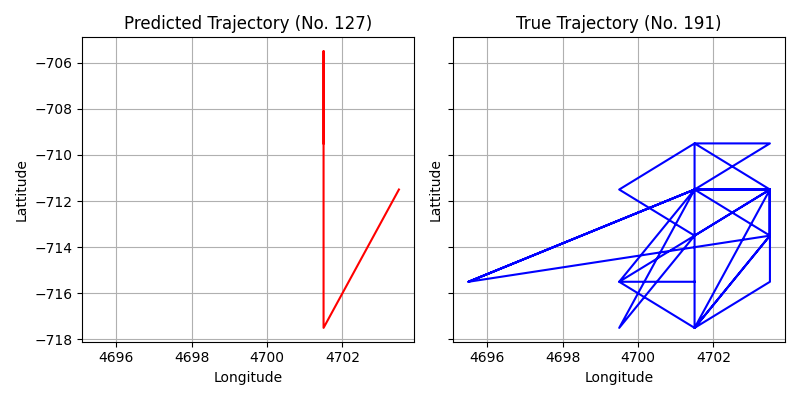 Predicted Trajectory (No. 127)
True Trajectory (No. 191)
−706
−708
−710
−712
−714
−716
−718
Lattitude
Lattitude
4696 4698 4700 4702
4696 4698 4700 4702
Longitude
Longitude